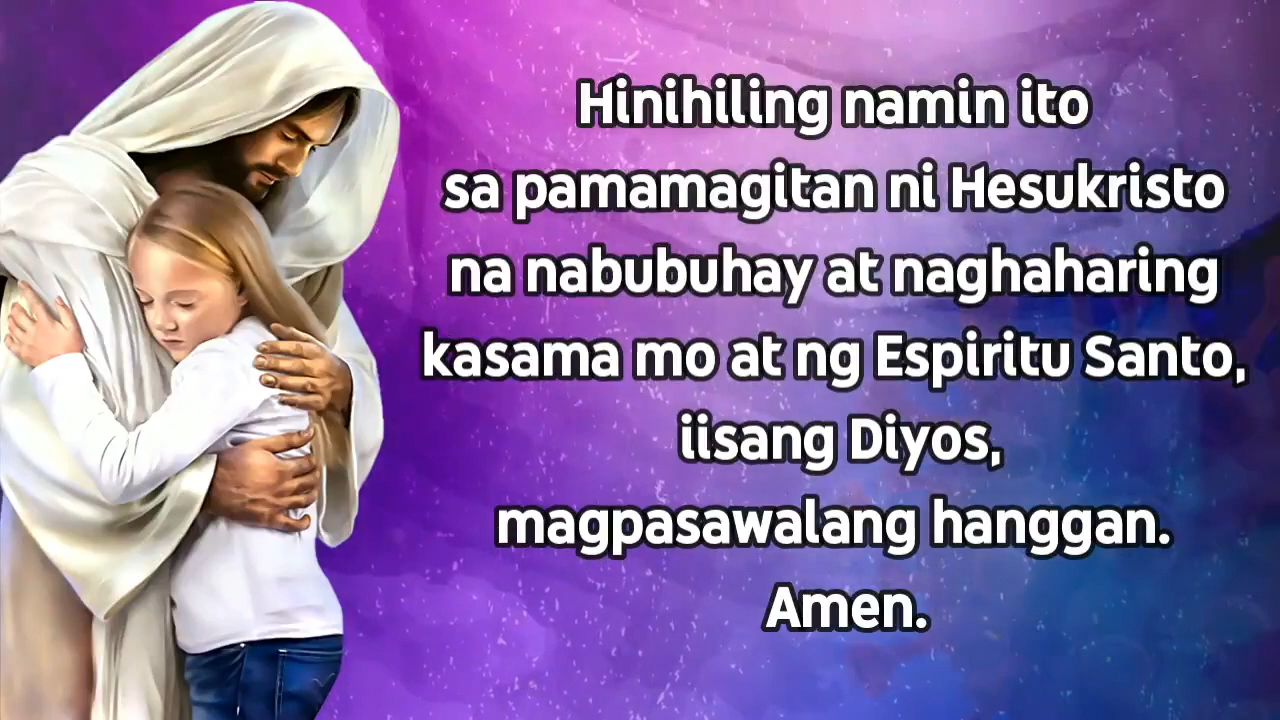 Hinihiling namin ito
sa pamamagitan ni Hesukristo
na nabubuhay at naghaharing
kasama mo at ng Espiritu Santo,
iisang Diyos,
magpasawalang hanggan.
Amen.